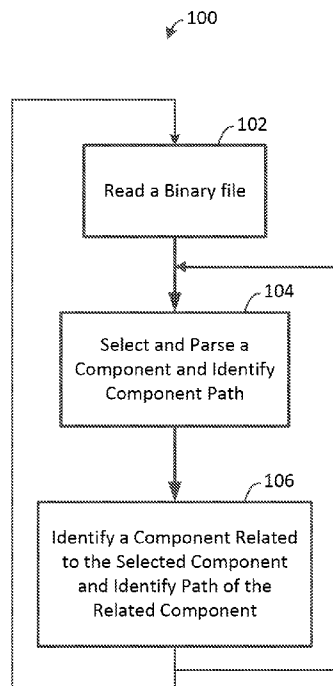 100
102
Read a Binary file
104
Select and Parse a
Component and Identify
Component Path
106
Identify a Component Related
to the Selected Component
and Identify Path of the
Related Component